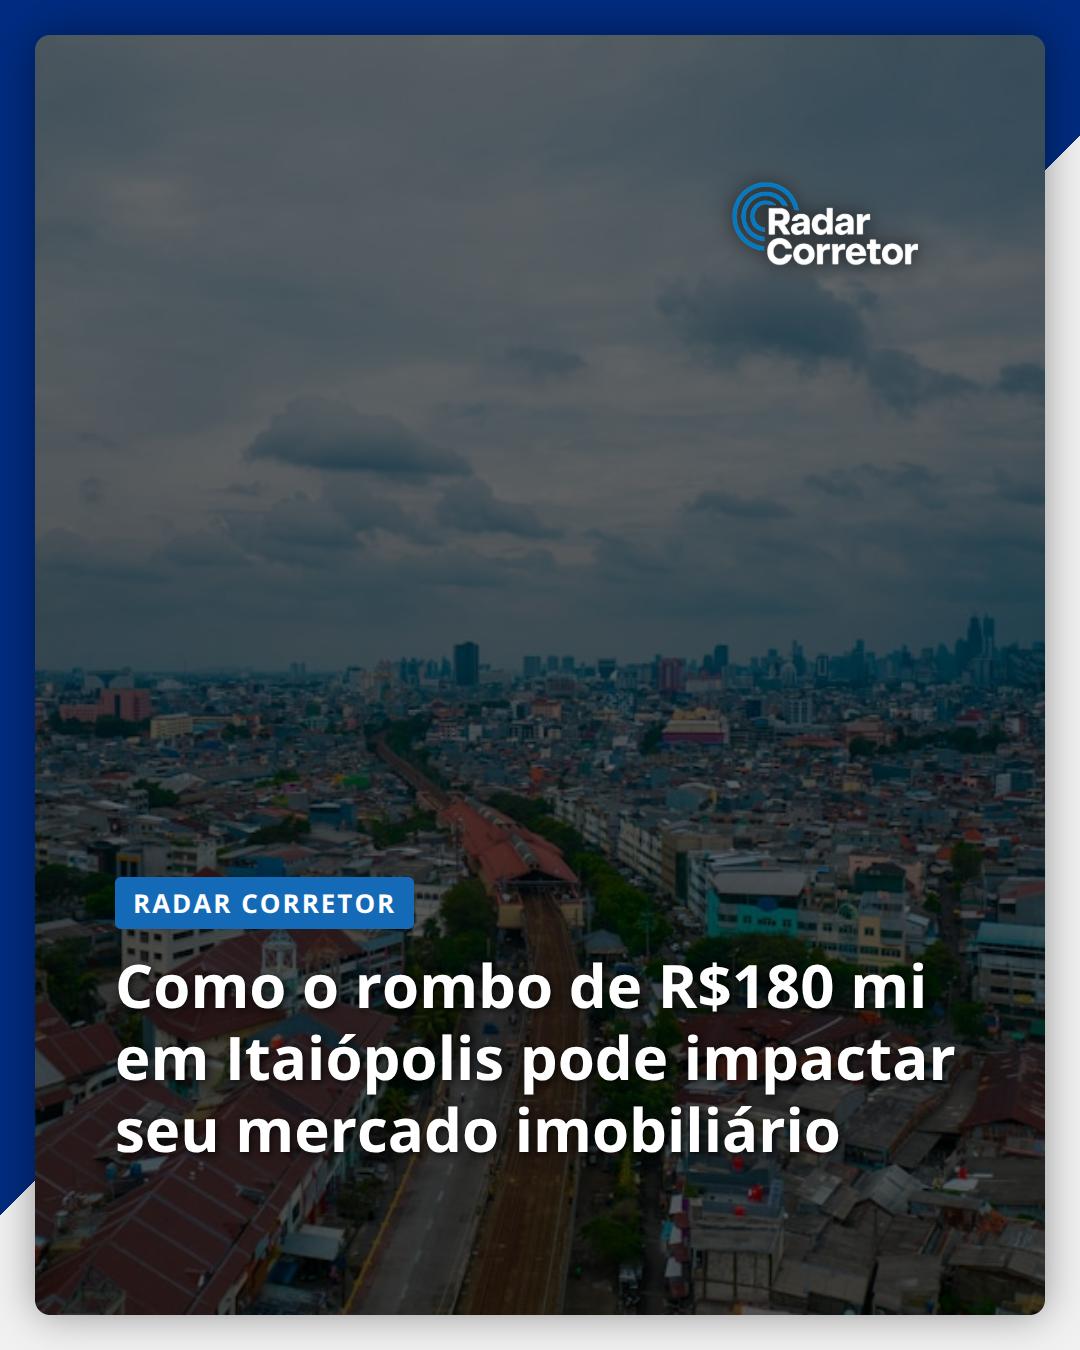 Radar
Corretor
RADAR CORRETOR
Como o rombo de R$180 mi
em Itaiópolis pode impactar
seu mercado imobiliário